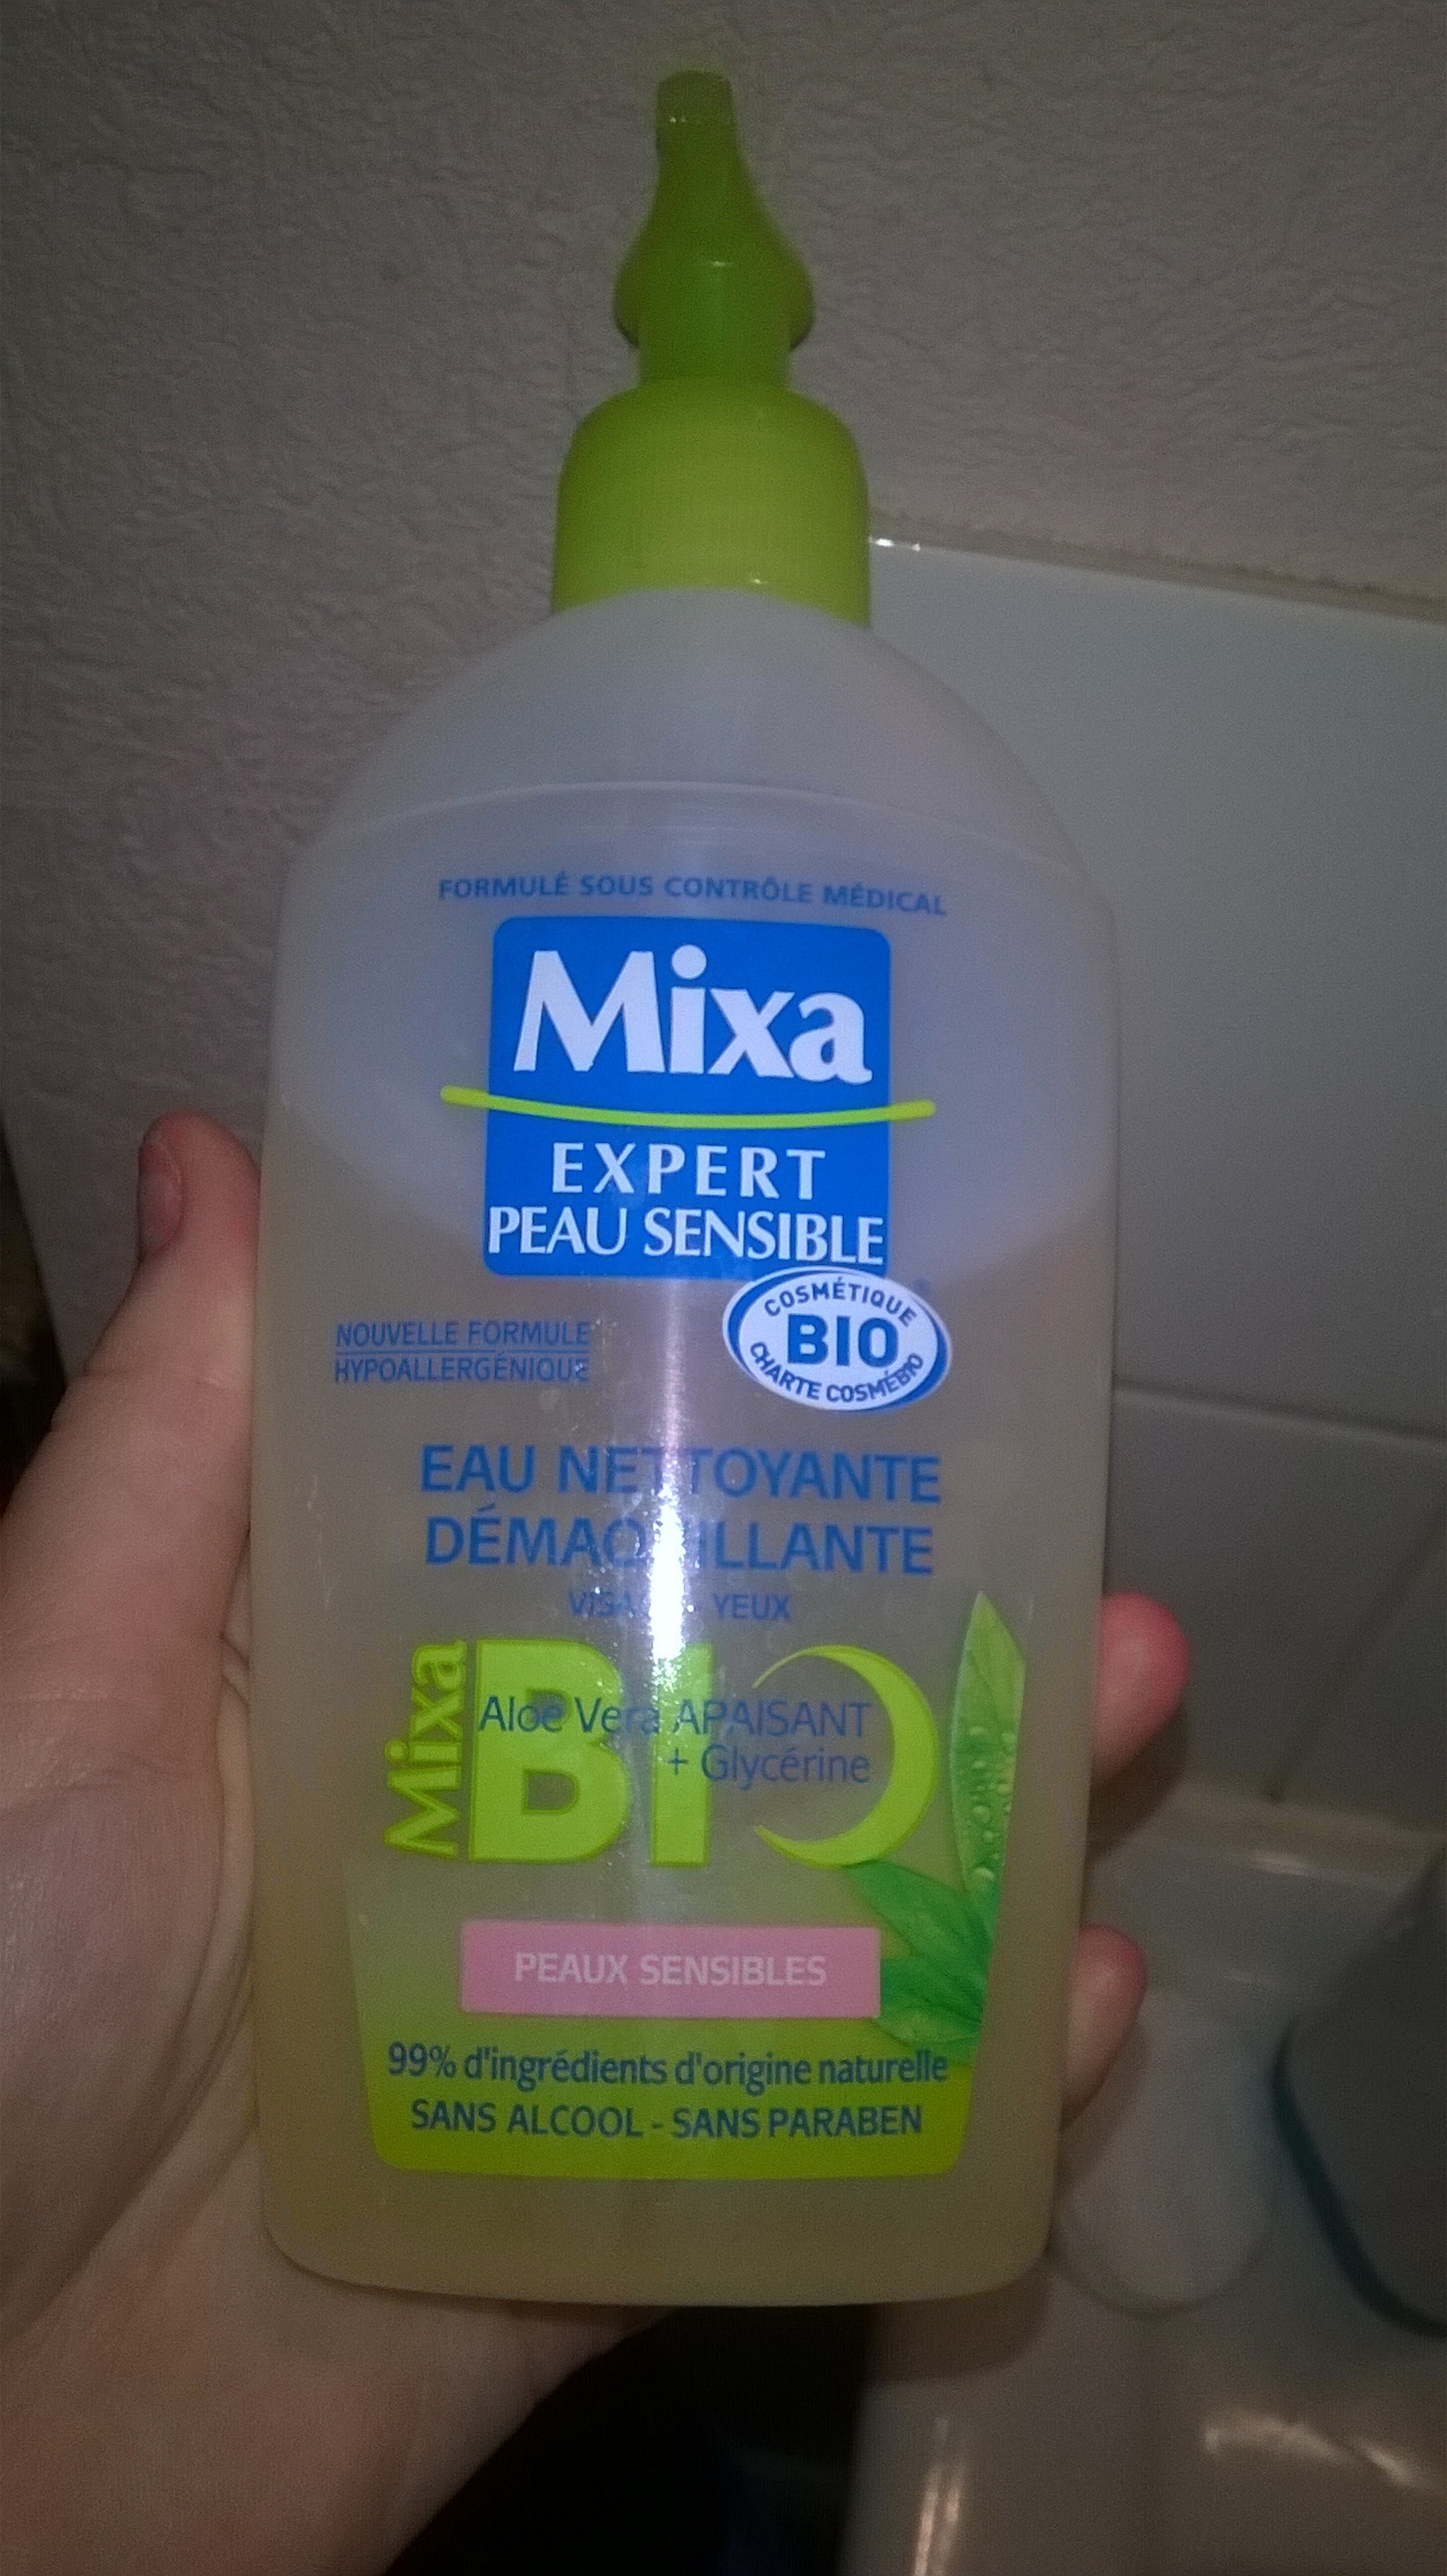 FORMULÉ SOUS CONTRÔLE MÉDICAL
Mixa
EXPERT
PEAU SENSIBLE
COSMÉTIQUE
BIO
CHARTE COSMÉBIO
NOUVELLE FORMULE
HYPOALLERGÉNIQUE
EAU NETTOYANTE
DÉMAQUILLANTE
YEUX
Mixa
BIO
Aloe Vera APAISANT
+ Glycérine
PEAUX SENSIBLES
99% d'ingrédients d'origine naturelle
SANS ALCOOL - SANS PARABEN